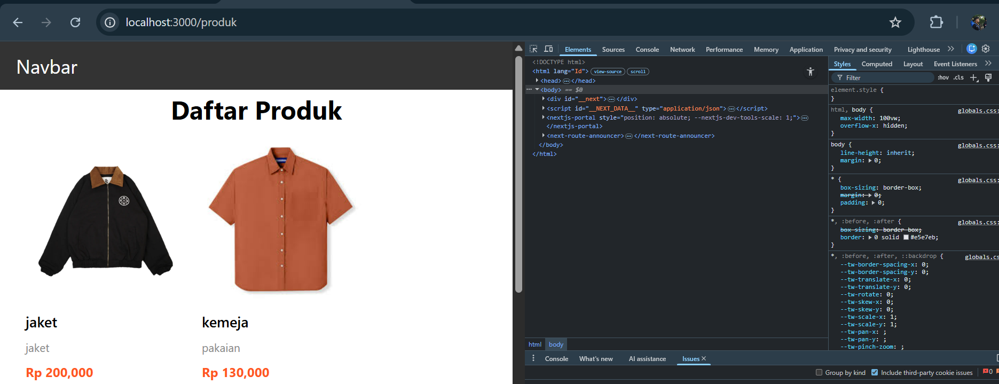 localhost:3000/produk
Navbar
Daftar Produk
jaket
jaket
Rp 200,000
kemeja
pakaian
Rp 130,000
Elements Sources Console Network Performance Memory Application Privacy and security Lighthouse
<!DOCTYPE html>
<html lang="Id"> view-source scroll
<head> ... </head>
... <body> == $0
<div id="__next"> ... </div>
<script id="__NEXT_DATA__" type="application/json"> ... </script>
<nextjs-portal style="position: absolute; --nextjs-dev-tools-scale: 1;"> ...
</nextjs-portal>
<next-route-announcer> ... </next-route-announcer>
</body>
</html>
html body
Styles Computed Layout Event Listeners
Filter :hov .cls
element.style {
}
html, body { globals.css:
max-width: 100vw;
overflow-x: hidden;
}
body { globals.css:
line-height: inherit;
margin: 0;
}
* { globals.css:
box-sizing: border-box;
margin: 0;
padding: 0;
}
*, :before, :after { globals.css:
box-sizing: border-box;
border: 0 solid #e5e7eb;
}
*, :before, :after, ::backdrop { globals.cs
--tw-border-spacing-x: 0;
--tw-border-spacing-y: 0;
--tw-translate-x: 0;
--tw-translate-y: 0;
--tw-rotate: 0;
--tw-skew-x: 0;
--tw-skew-y: 0;
--tw-scale-x: 1;
--tw-scale-y: 1;
--tw-pan-x: ;
--tw-pan-y: ;
--tw-pinch-zoom: ;
Console What's new AI assistance Issues
Group by kind Include third-party cookie issues 0